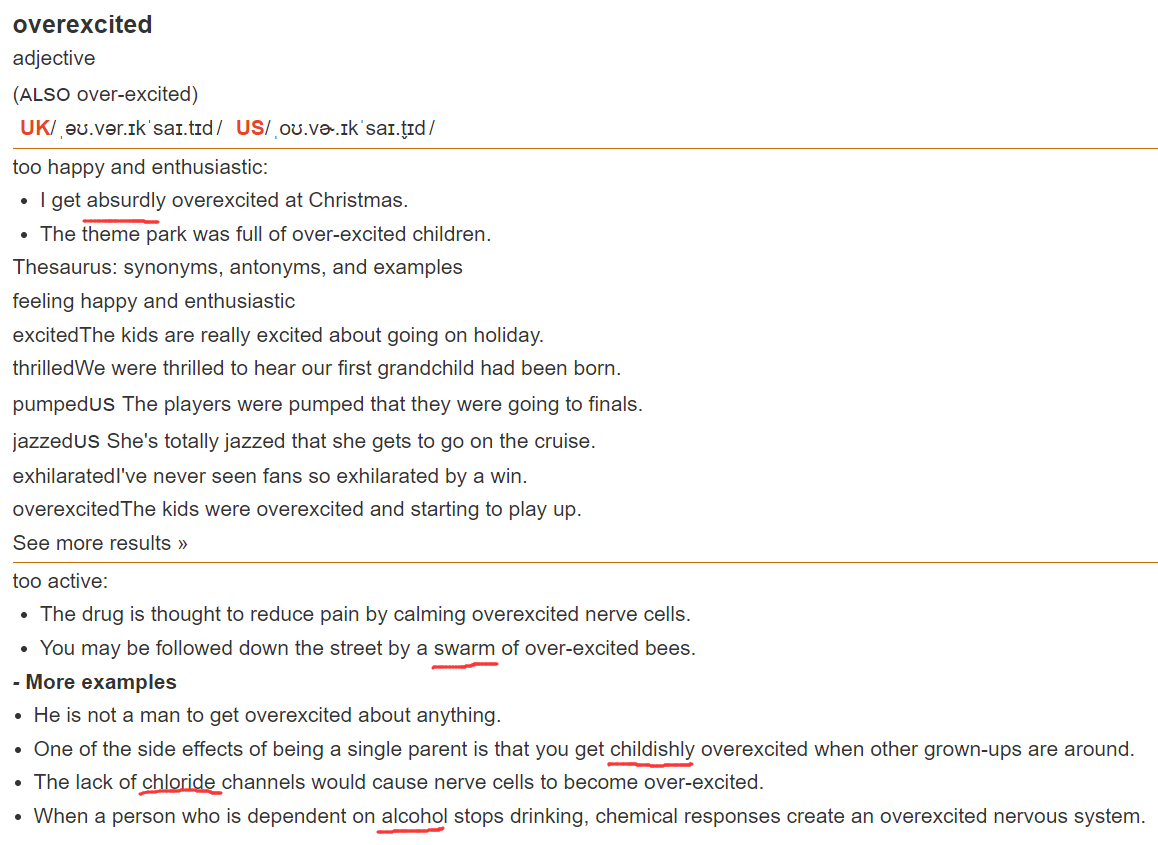 overexcited
adjective
(ALSO over-excited)
UK/ˌəʊ.vər.ɪkˈsaɪ.tɪd/ US/ˌoʊ.vɚ.ɪkˈsaɪ.t̬ɪd/
too happy and enthusiastic:
• I get absurdly overexcited at Christmas.
• The theme park was full of over-excited children.
Thesaurus: synonyms, antonyms, and examples
feeling happy and enthusiastic
excitedThe kids are really excited about going on holiday.
thrilledWe were thrilled to hear our first grandchild had been born.
pumpedUS The players were pumped that they were going to finals.
jazzedUS She's totally jazzed that she gets to go on the cruise.
exhilaratedI've never seen fans so exhilarated by a win.
overexcitedThe kids were overexcited and starting to play up.
See more results »
too active:
• The drug is thought to reduce pain by calming overexcited nerve cells.
• You may be followed down the street by a swarm of over-excited bees.
- More examples
• He is not a man to get overexcited about anything.
• One of the side effects of being a single parent is that you get childishly overexcited when other grown-ups are around.
• The lack of chloride channels would cause nerve cells to become over-excited.
• When a person who is dependent on alcohol stops drinking, chemical responses create an overexcited nervous system.